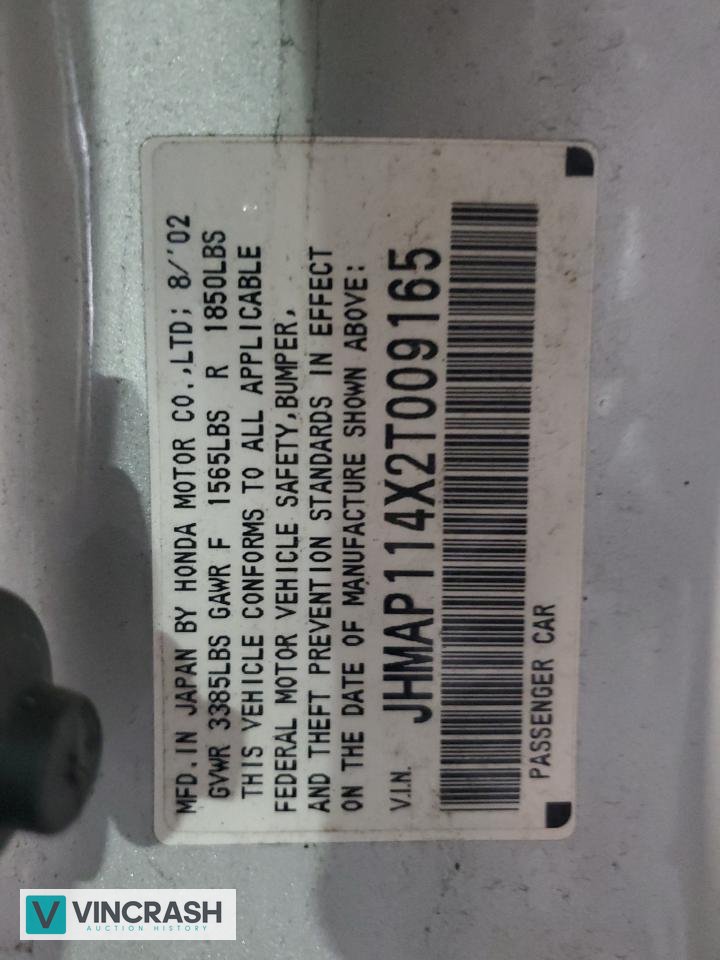 MFD.IN JAPAN BY HONDA MOTOR CO.,LTD; 8/'02
GVWR 3385LBS GAWR F 1565LBS R 1850LBS
THIS VEHICLE CONFORMS TO ALL APPLICABLE
FEDERAL MOTOR VEHICLE SAFETY,BUMPER,
AND THEFT PREVENTION STANDARDS IN EFFECT
ON THE DATE OF MANUFACTURE SHOWN ABOVE:
V.I.N. JHMAP114X2T009165
PASSENGER CAR
V VINCRASH
AUCTION HISTORY